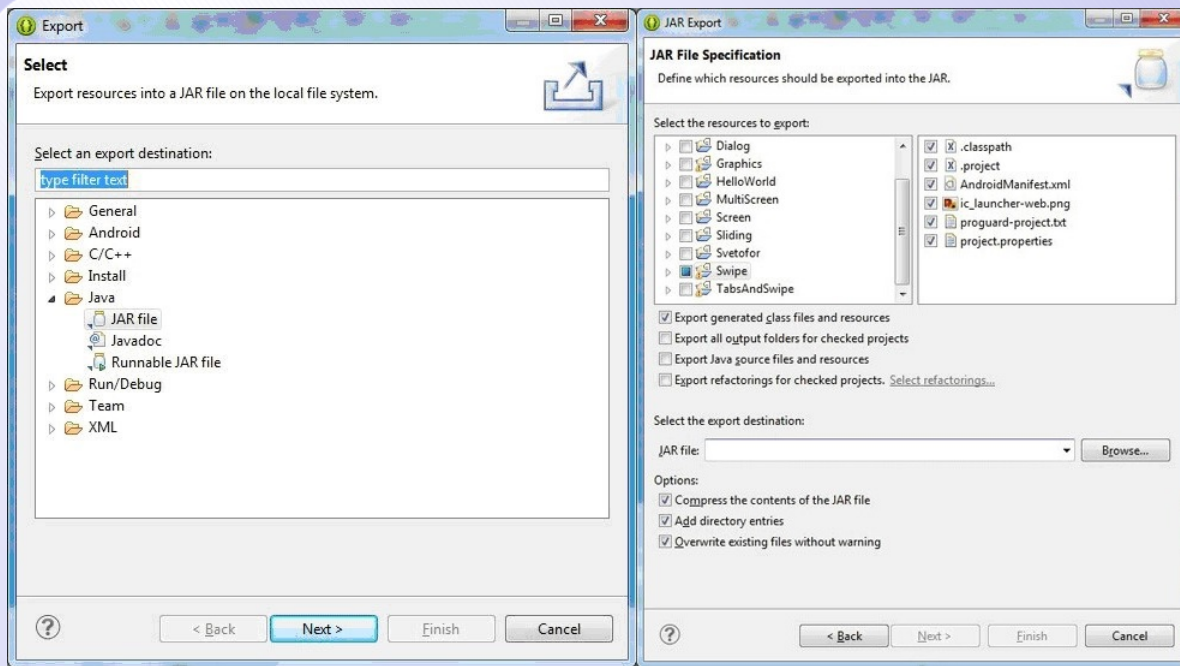 Export
Select
Export resources into a JAR file on the local file system.
Select an export destination:
type filter text
General
Android
C/C++
Install
Java
JAR file
Javadoc
Runnable JAR file
Run/Debug
Team
XML
< Back
Next >
Finish
Cancel
JAR Export
JAR File Specification
Define which resources should be exported into the JAR.
Select the resources to export:
Dialog
Graphics
HelloWorld
MultiScreen
Screen
Sliding
Svetofor
Swipe
TabsAndSwipe
.classpath
.project
AndroidManifest.xml
ic_launcher-web.png
proguard-project.txt
project.properties
Export generated class files and resources
Export all output folders for checked projects
Export Java source files and resources
Export refactorings for checked projects. Select refactorings...
Select the export destination:
JAR file:
Browse...
Options:
Compress the contents of the JAR file
Add directory entries
Overwrite existing files without warning
< Back
Next >
Finish
Cancel